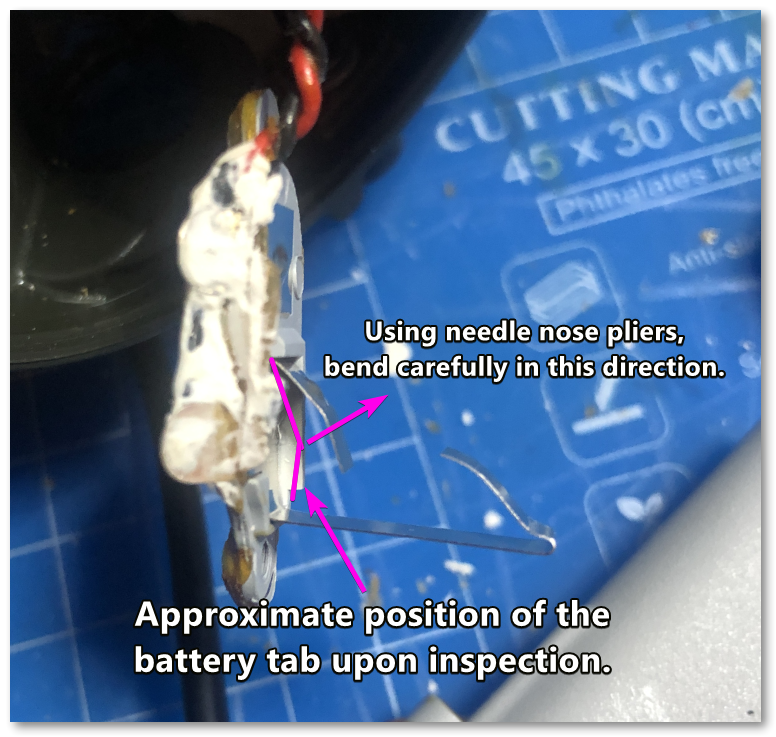 CUTTING MA
45 x 30 (cm
Phthalates free
Anti-s
Using needle nose pliers,
bend carefully in this direction.
Approximate position of the
battery tab upon inspection.